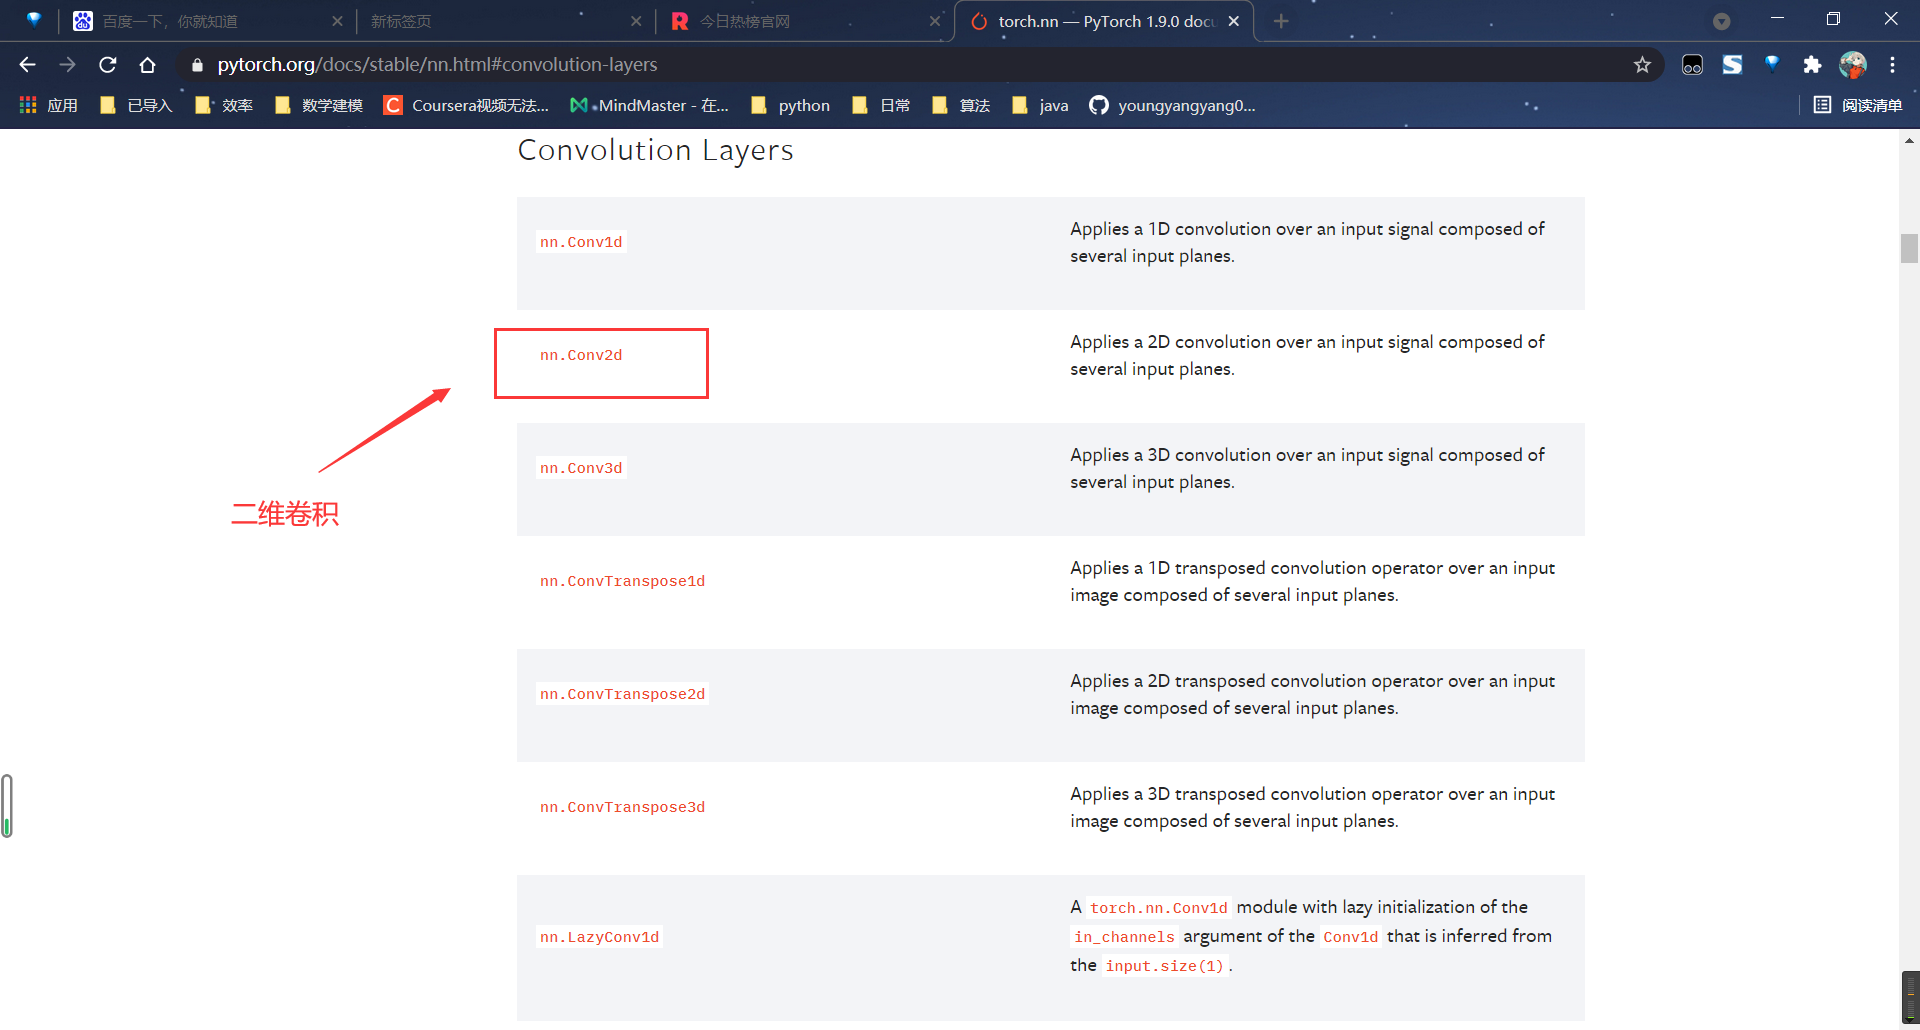 百度一下，你就知道
新标签页
今日热榜官网
torch.nn — PyTorch 1.9.0 docu
pytorch.org/docs/stable/nn.html#convolution-layers
应用
已导入
效率
数学建模
Coursera视频无法...
MindMaster - 在...
python
日常
算法
java
youngyangyang0...
阅读清单
Convolution Layers
nn.Conv1d
Applies a 1D convolution over an input signal composed of
several input planes.
nn.Conv2d
Applies a 2D convolution over an input signal composed of
several input planes.
二维卷积
nn.Conv3d
Applies a 3D convolution over an input signal composed of
several input planes.
nn.ConvTranspose1d
Applies a 1D transposed convolution operator over an input
image composed of several input planes.
nn.ConvTranspose2d
Applies a 2D transposed convolution operator over an input
image composed of several input planes.
nn.ConvTranspose3d
Applies a 3D transposed convolution operator over an input
image composed of several input planes.
nn.LazyConv1d
A torch.nn.Conv1d module with lazy initialization of the
in_channels argument of the Conv1d that is inferred from
the input.size(1).